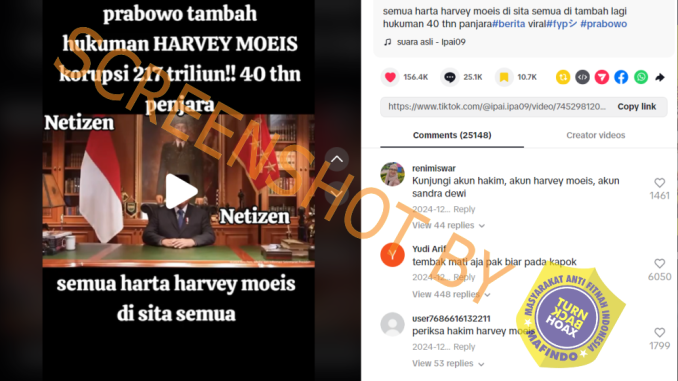 prabowo tambah
hukuman HARVEY MOEIS
korupsi 217 triliun!! 40 thn
penjara
Netizen
Netizen
semua harta harvey moeis
di sita semua
semua harta harvey moeis di sita semua di tambah lagi
hukuman 40 thn panjara#berita viral#fypシ #prabowo
suara asli - Ipai09
156.4K
25.1K
10.7K
https://www.tiktok.com/@ipai.ipa09/video/745298120...
Copy link
Comments (25148)
Creator videos
renimiswar
Kunjungi akun hakim, akun harvey moeis, akun
sandra dewi
2024-12... Reply
View 44 replies
1461
Yudi Arif
tembak mati aja pak biar pada kapok
2024-12... Reply
View 448 replies
6050
user7686616132211
periksa hakim harvey
2024-12... Reply
View 53 replies
1799
SCREENSHOT BY
MASYARAKAT ANTI FITNAH INDONESIA
TURN
BACK
HOAX
MAFINDO